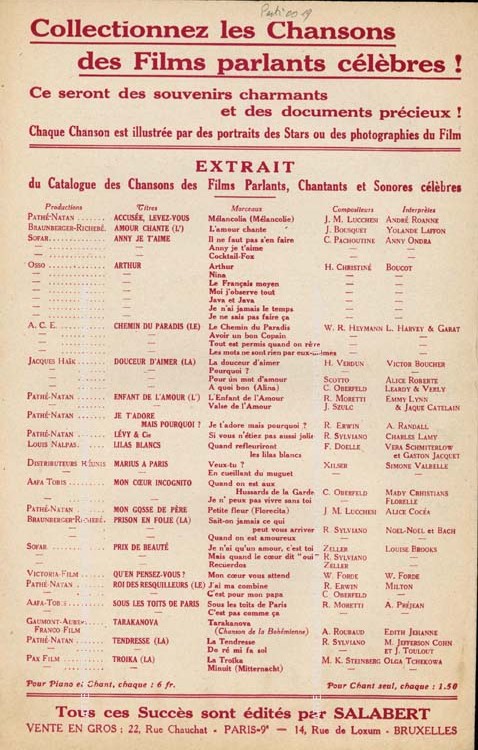 Collectionnez les Chansons
des Films parlants célèbres !
Ce seront des souvenirs charmants
et des documents précieux !
Chaque Chanson est illustrée par des portraits des Stars ou des photographies du Film
EXTRAIT
du Catalogue des Chansons des Films Parlants, Chantants et Sonores célèbres
Productions Titres Morceaux Compositeurs Interprètes
PATHÉ-NATAN ....... ACCUSÉE, LEVEZ-VOUS Mélancolia (Mélancolie) J. M. LUCCHESI ANDRÉ ROANNE
BRAUNBERGER-RICHEBÉ. AMOUR CHANTE (L') L'amour chante J. BOUSQUET YOLANDE LAFFON
SOFAR............ ANNY JE T'AIME Il ne faut pas s'en faire C. PACHOUTINE ANNY ONDRA
— — Anny je t'aime — —
— — Cocktail-Fox — —
OSSO ............ ARTHUR Arthur H. CHRISTINÉ BOUCOT
— — Nina — —
— — Le Français moyen — —
— — Moi j'observe tout — —
— — Java et Java — —
— — Je n'ai jamais le temps — —
— — Je ne sais pas faire ça — —
A. C. E. ........... CHEMIN DU PARADIS (LE) Le Chemin du Paradis W. R. HEYMANN L. HARVEY & GARAT
— — Avoir un bon Copain — —
— — Tout est permis quand on rêve — —
— — Les mots ne sont rien par eux-mêmes — —
JACQUES HAÏK ....... DOUCEUR D'AIMER (LA) La douceur d'aimer H. VERDUN VICTOR BOUCHER
— — Pourquoi ? — —
— — Pour un mot d'amour SCOTTO ALICE ROBERTE
— — A quoi bon (Alina) C. OBERFELD LEARDY & VERLY
PATHÉ-NATAN ....... ENFANT DE L'AMOUR (L') L'Enfant de l'Amour R. MORETTI EMMY LYNN
— — Valse de l'Amour J. SZULC & JAQUE CATELAIN
PATHÉ-NATAN ....... JE T'ADORE
MAIS POURQUOI ? Je t'adore mais pourquoi ? R. ERWIN A. RANDALL
PATHÉ-NATAN ....... LÉVY & Cie Si vous n'étiez pas aussi jolie R. SYLVIANO CHARLES LAMY
LOUIS NALPAS....... LILAS BLANCS Quand refleuriront F. DOELLE VERA SCHMITERLOW
les lilas blancs et GASTON JACQUET
DISTRIBUTEURS RÉUNIS MARIUS A PARIS Veux-tu ? XILSER SIMONE VALBELLE
— — En cueillant du muguet — —
AAFA TOBIS ......... MON CŒUR INCOGNITO Quand on est aux
Hussards de la Garde C. OBERFELD MADY CRHISTIANS
— — Je n' peux pas vivre sans toi — FLORELLE
PATHÉ-NATAN ....... MON GOSSE DE PÈRE Petite fleur (Florecita) J. M. LUCCHESI ALICE COCÉA
BRAUNBERGER-RICHEBÉ. PRISON EN FOLIE (LA) Sait-on jamais ce qui
peut vous arriver R. SYLVIANO NOEL-NOEL et BACH
— — Quand on est amoureux — —
SOFAR ............ PRIX DE BEAUTÉ Je n'ai qu'un amour, c'est toi ZELLER LOUISE BROOKS
— — Mais quand le cœur dit "oui" R. SYLVIANO —
— — Recuerdos ZELLER —
VICTORIA-FILM ...... QU'EN PENSEZ-VOUS ? Mon cœur vous attend W. FORDE W. FORDE
PATHÉ-NATAN ....... ROI DES RESQUILLEURS (LE) J'ai ma combine R. ERWIN MILTON
— — C'est pour mon papa C. OBERFELD —
AAFA-TOBIS......... SOUS LES TOITS DE PARIS Sous les toits de Paris R. MORETTI A. PRÉJEAN
— — C'est pas comme ça — —
GAUMONT-AUBERT- TARAKANOVA Tarakanova
FRANCO FILM (Chanson de la Bohémienne) A. ROUBAUD EDITH JEHANNE
PATHÉ-NATAN ....... TENDRESSE (LA) La Tendresse R. SYLVIANO M. JEFFERSON COHN
— — Do ré mi fa sol — ET J. TOULOUT
PAX FILM .......... TROIKA (LA) La Troïka M. K. STEINBERG OLGA TCHEKOWA
— — Minuit (Mitternacht) — —
Pour Piano et Chant, chaque : 6 fr. Pour Chant seul, chaque : 1.50
Tous ces Succès sont édités par SALABERT
VENTE EN GROS : 22, Rue Chauchat - PARIS-9e — 14, Rue de Loxum - BRUXELLES